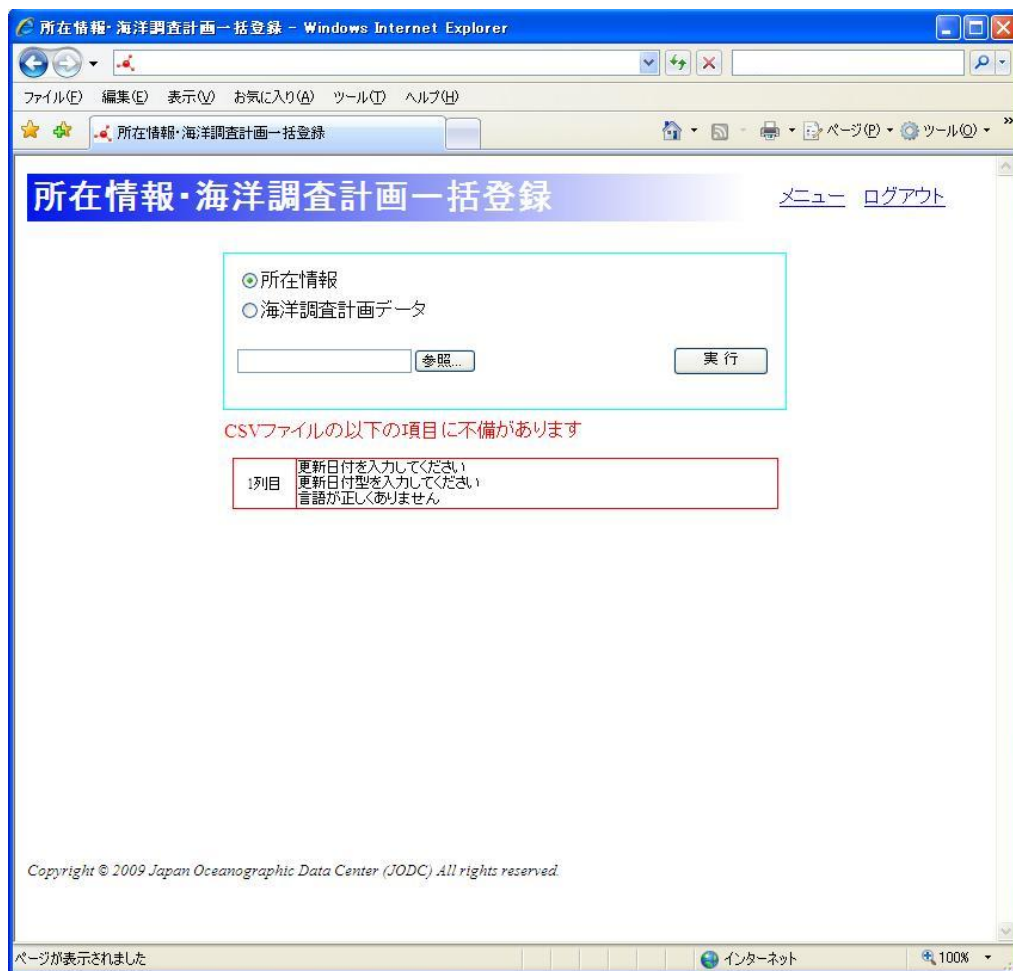 所在情報・海洋調査計画一括登録 - Windows Internet Explorer
ファイル(F) 編集(E) 表示(V) お気に入り(A) ツール(T) ヘルプ(H)
所在情報・海洋調査計画一括登録 ページ(P) ツール(O) »
所在情報・海洋調査計画一括登録 メニュー ログアウト
所在情報
海洋調査計画データ
参照... 実 行
CSVファイルの以下の項目に不備があります
更新日付を入力してください
1列目 更新日付型を入力してください
言語が正しくありません
Copyright © 2009 Japan Oceanographic Data Center (JODC) All rights reserved.
ページが表示されました インターネット 100%